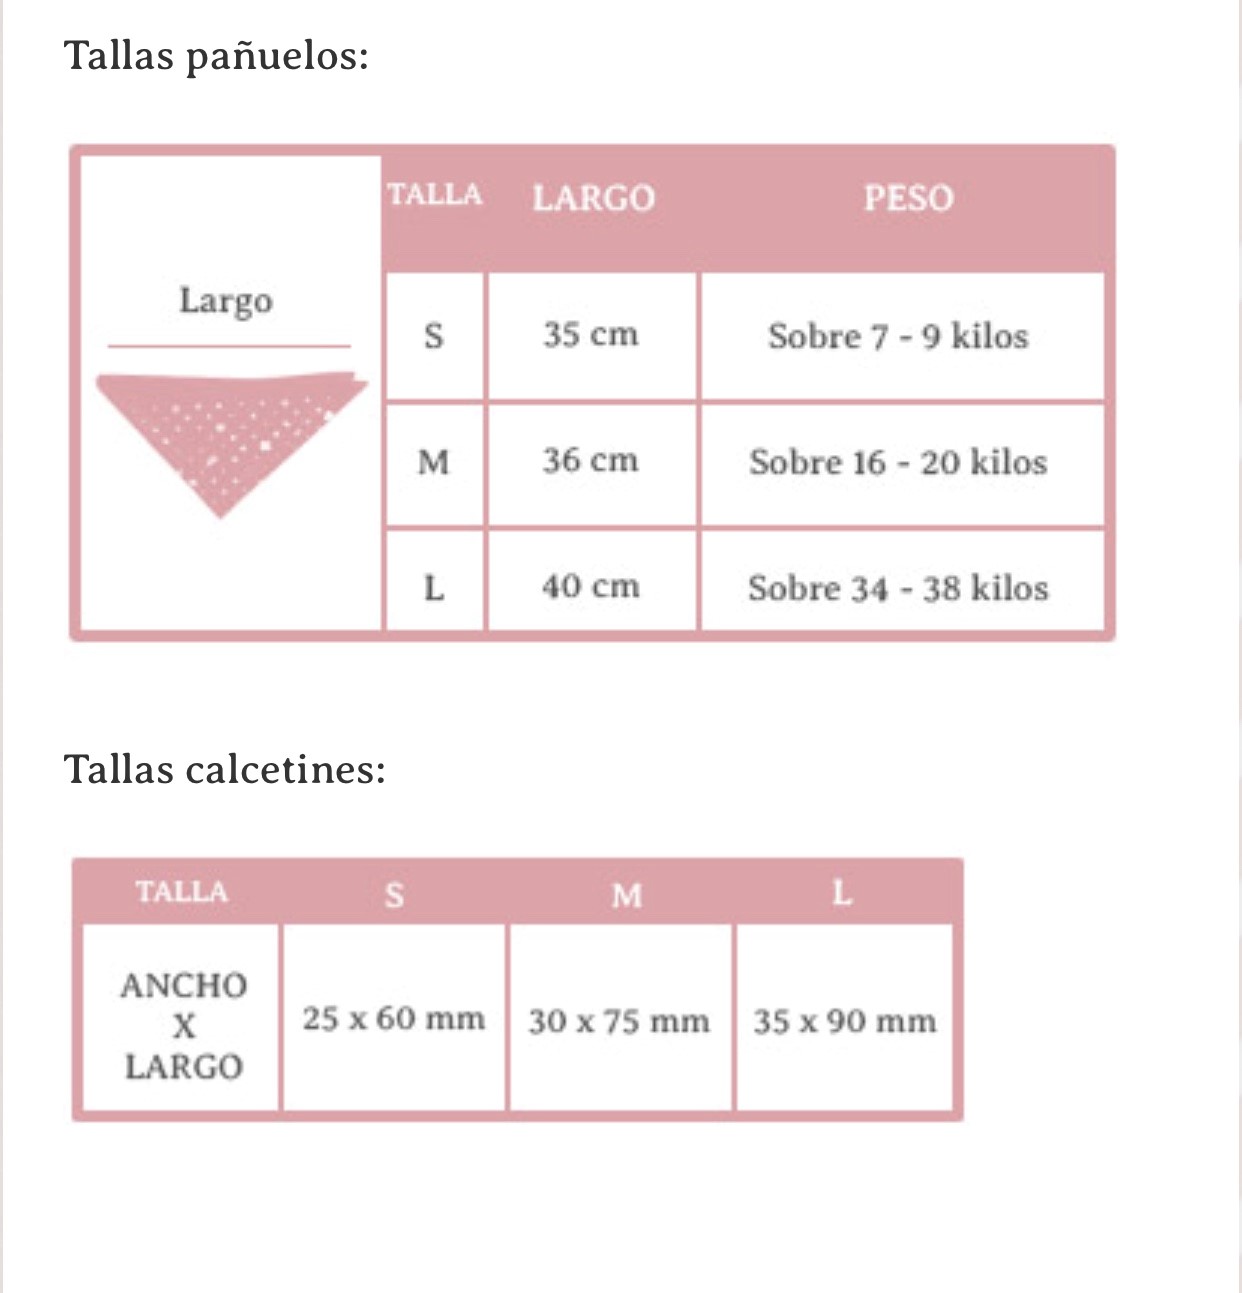 Tallas pañuelos:
TALLA LARGO PESO
Largo
S 35 cm Sobre 7 - 9 kilos
M 36 cm Sobre 16 - 20 kilos
L 40 cm Sobre 34 - 38 kilos
Tallas calcetines:
TALLA S M L
ANCHO
X
LARGO
25 x 60 mm 30 x 75 mm 35 x 90 mm